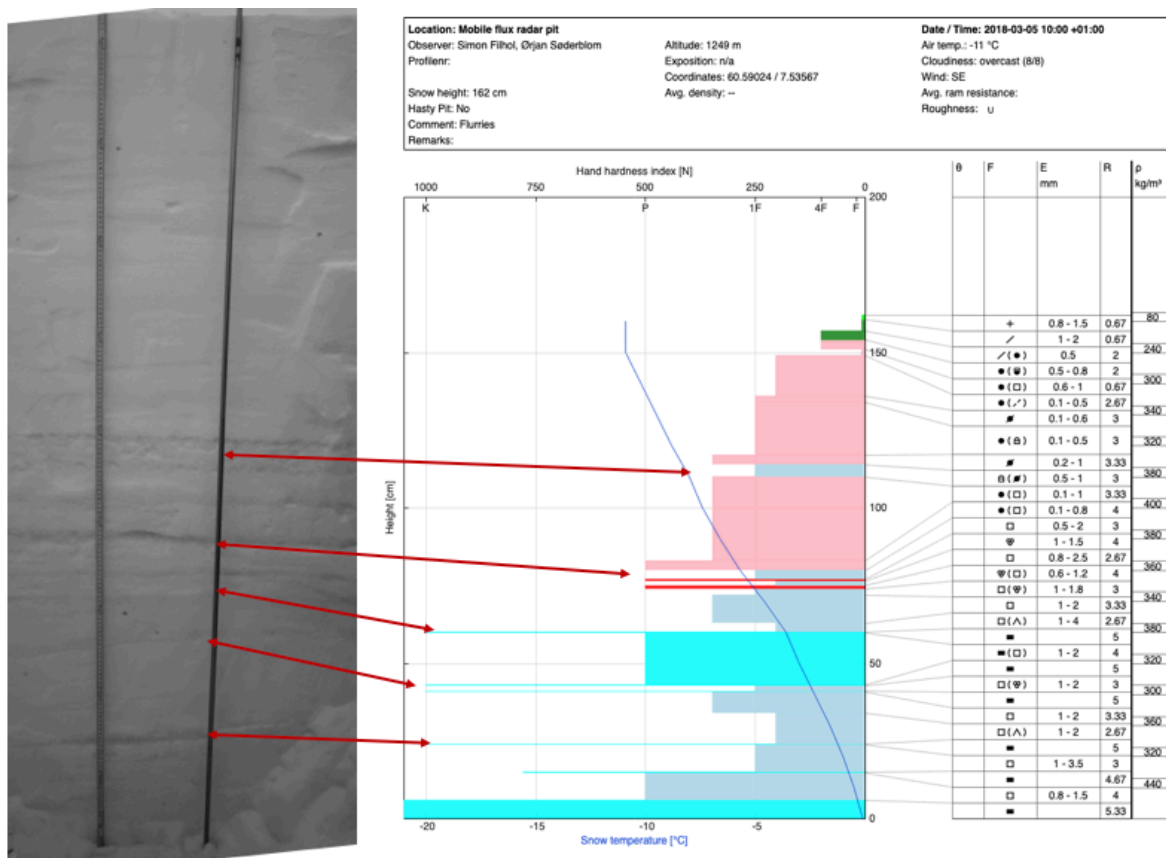 Location: Mobile flux radar pit
Date / Time: 2018-03-05 10:00 +01:00
Observer: Simon Filhol, Ørjan Søderblom
Altitude: 1249 m
Air temp.: -11 °C
Profilenr:
Exposition: n/a
Cloudiness: overcast (8/8)
Coordinates: 60.59024 / 7.53567
Wind: SE
Snow height: 162 cm
Avg. density: --
Avg. ram resistance:
Hasty Pit: No
Roughness: ∪
Comment: Flurries
Remarks:
Hand hardness index [N]
1000 750 500 250 0
K P 1F 4F F
200
150
100
50
0
Height [cm]
-20 -15 -10 -5
Snow temperature [°C]
θ F E R ρ
mm kg/m³
0.8 - 1.5 0.67
1 - 2 0.67
0.5 2
0.5 - 0.8 2
0.6 - 1 0.67
0.1 - 0.5 2.67
0.1 - 0.6 3
0.1 - 0.5 3
0.2 - 1 3.33
0.5 - 1 3
0.1 - 1 3.33
0.1 - 0.8 4
0.5 - 2 3
1 - 1.5 4
0.8 - 2.5 2.67
0.6 - 1.2 4
1 - 1.8 3
1 - 2 3.33
1 - 4 2.67
5
1 - 2 4
5
1 - 2 3
5
1 - 2 3.33
1 - 2 2.67
5
1 - 3.5 3
4.67
0.8 - 1.5 4
5.33
80
240
300
340
320
380
400
380
360
340
380
320
300
360
320
440